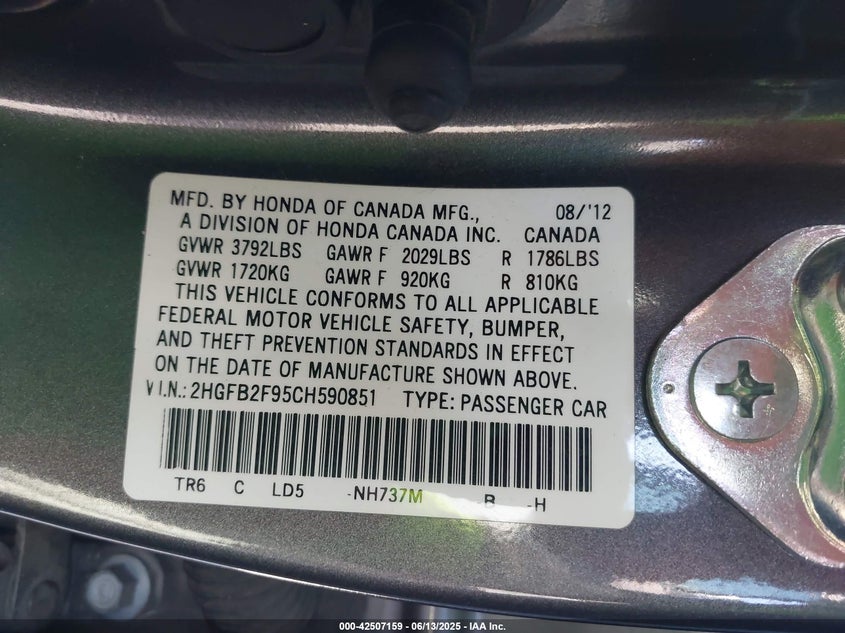 MFD. BY HONDA OF CANADA MFG., 08/'12
A DIVISION OF HONDA CANADA INC. CANADA
GVWR 3792LBS GAWR F 2029LBS R 1786LBS
GVWR 1720KG GAWR F 920KG R 810KG
THIS VEHICLE CONFORMS TO ALL APPLICABLE
FEDERAL MOTOR VEHICLE SAFETY, BUMPER,
AND THEFT PREVENTION STANDARDS IN EFFECT
ON THE DATE OF MANUFACTURE SHOWN ABOVE.
V I.N.: 2HGFB2F95CH590851 TYPE: PASSENGER CAR
TR6 C LD5 -NH737M B -H
000-42507159 - 06/13/2025 - IAA Inc.